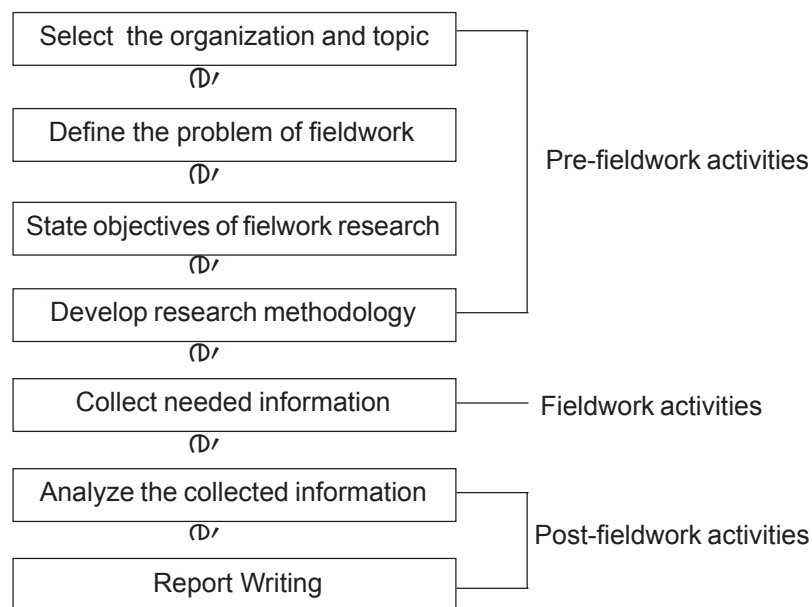 Select the organization and topic
Define the problem of fieldwork
Pre-fieldwork activities
State objectives of fielwork research
Develop research methodology
Collect needed information
Fieldwork activities
Analyze the collected information
Post-fieldwork activities
Report Writing